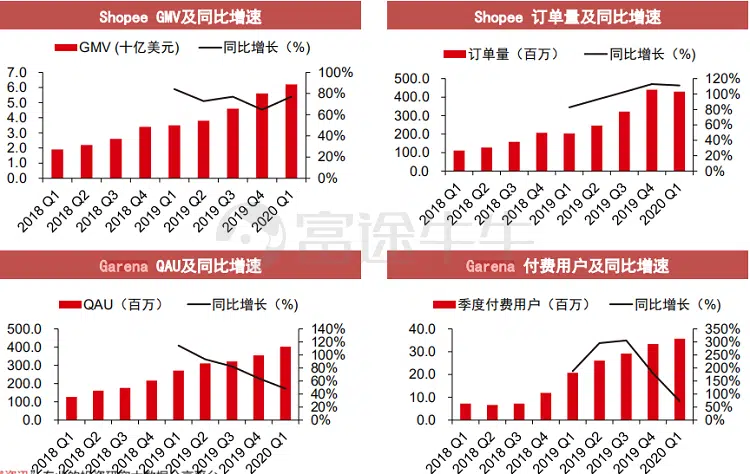 Shopee GMV及同比增速
GMV (十亿美元) 同比增长（%)
7.0
6.0
5.0
4.0
3.0
2.0
1.0
0.0
100%
80%
60%
40%
20%
0%
2018 Q1
2018 Q2
2018 Q3
2018 Q4
2019 Q1
2019 Q2
2019 Q3
2019 Q4
2020 Q1
Shopee 订单量及同比增速
订单量（百万） 同比增长（%)
500.0
400.0
300.0
200.0
100.0
0.0
120%
100%
80%
60%
40%
20%
0%
2018 Q1
2018 Q2
2018 Q3
2018 Q4
2019 Q1
2019 Q2
2019 Q3
2019 Q4
2020 Q1
富途牛牛
Garena QAU及同比增速
QAU（百万） 同比增长（%)
500.0
400.0
300.0
200.0
100.0
0.0
140%
120%
100%
80%
60%
40%
20%
0%
2018 Q1
2018 Q2
2018 Q3
2018 Q4
2019 Q1
2019 Q2
2019 Q3
2019 Q4
2020 Q1
Garena 付费用户及同比增速
季度付费用户（百万） 同比增长（%)
40.0
30.0
20.0
10.0
0.0
350%
300%
250%
200%
150%
100%
50%
0%
2018 Q1
2018 Q2
2018 Q3
2018 Q4
2019 Q1
2019 Q2
2019 Q3
2019 Q4
2020 Q1